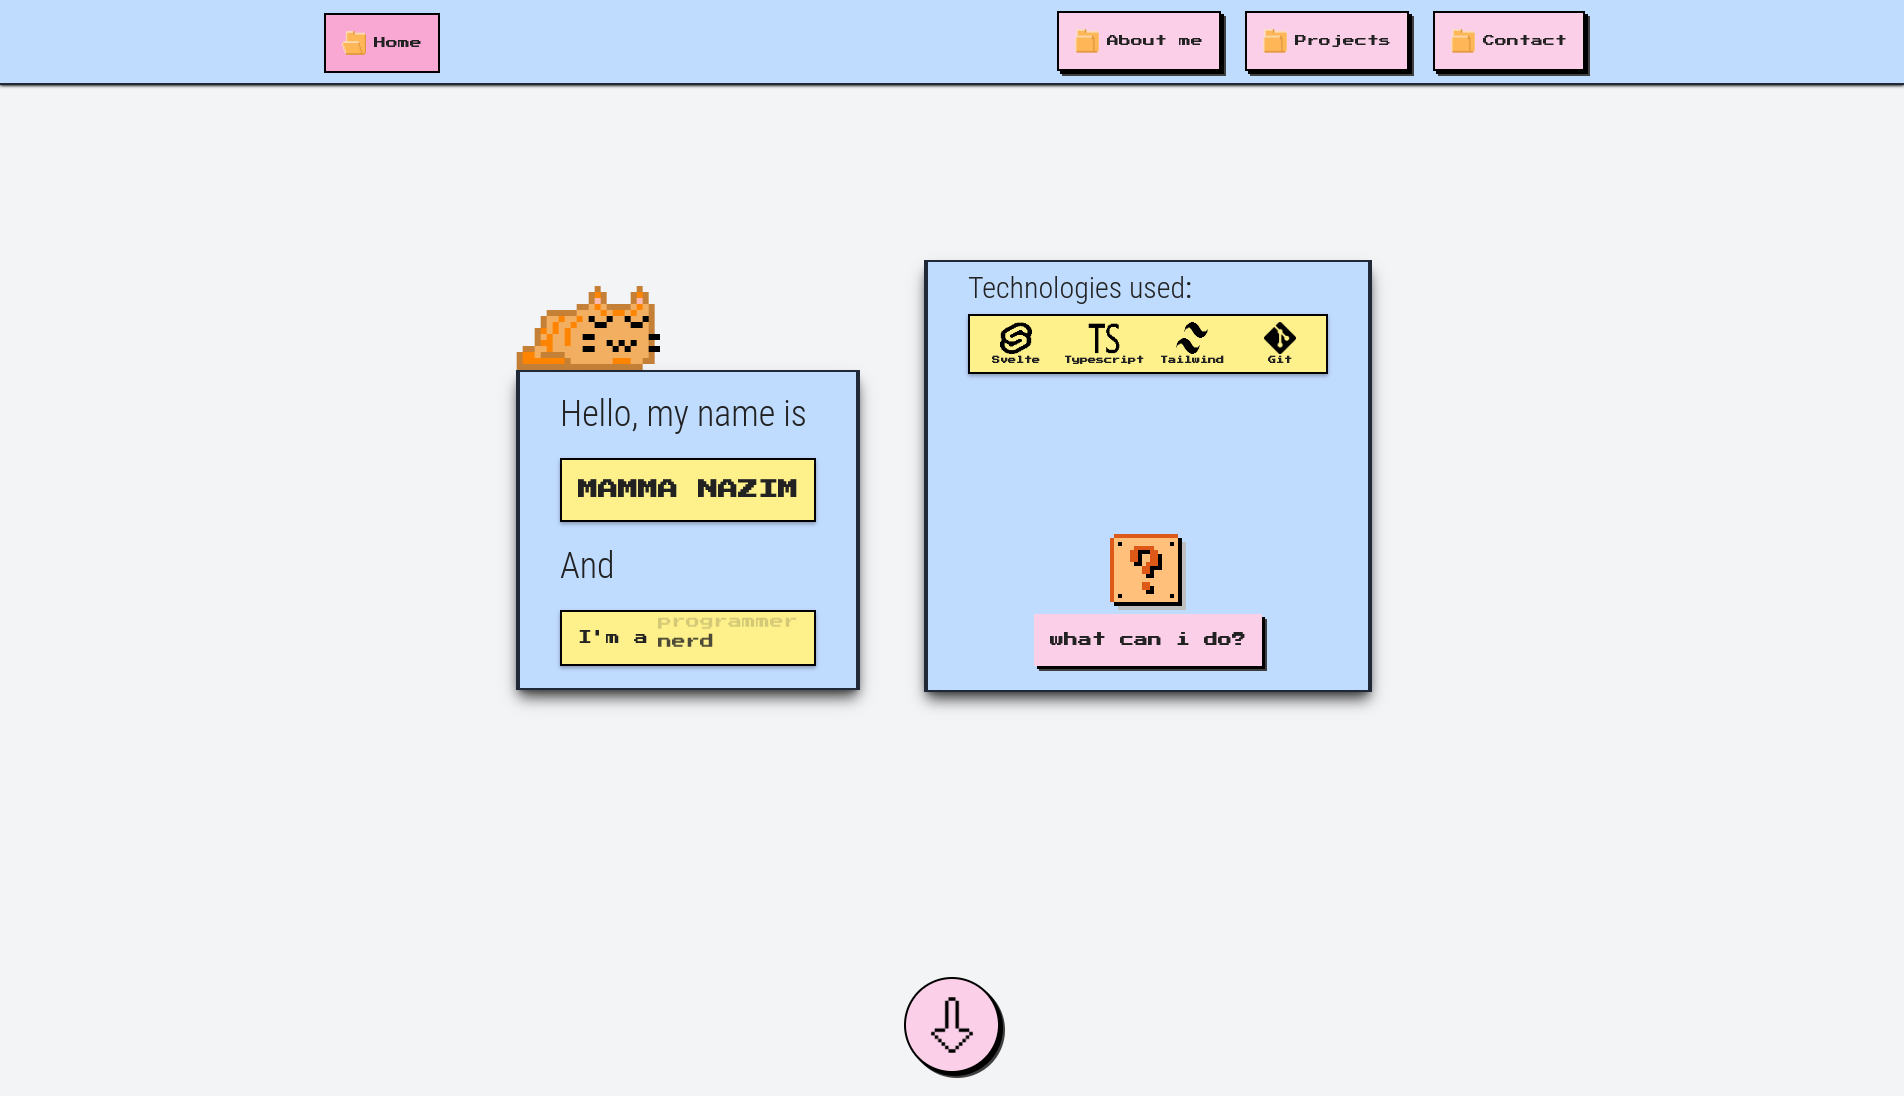 Home
About me
Projects
Contact
Hello, my name is
MAMMA NAZIM
And
I'm a programmer
nerd
Technologies used:
Svelte Typescript Tailwind Git
?
what can i do?